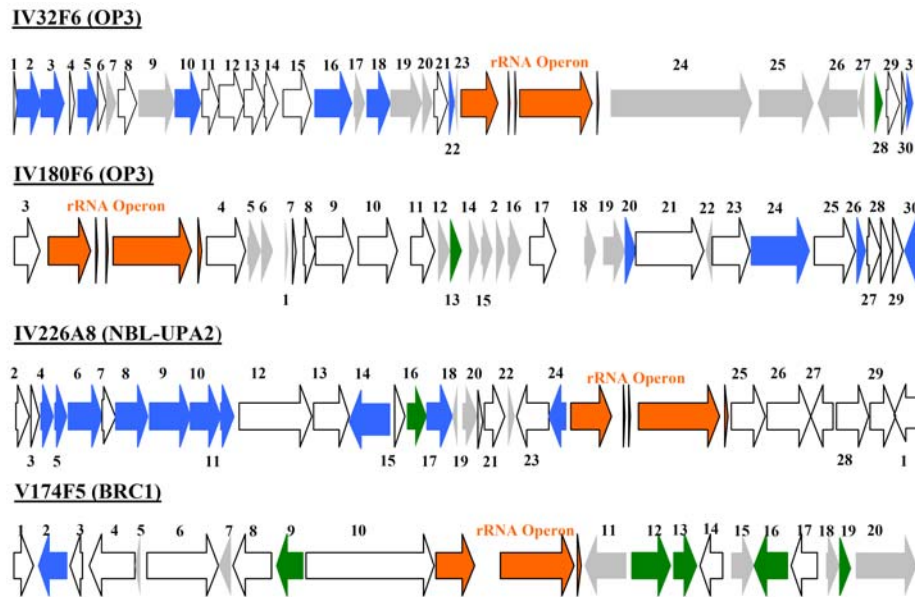 IV32F6 (OP3)
1 2 3 4 5 6 7 8 9 10 11 12 13 14 15 16 17 18 19 20 21 23 rRNA Operon 24 25 26 27 29 31
22 28 30
IV180F6 (OP3)
3 rRNA Operon 4 5 6 7 8 9 10 11 12 14 2 16 17 18 19 20 21 22 23 24 25 26 28 30
1 13 15 27 29
IV226A8 (NBL-UPA2)
2 4 6 7 8 9 10 12 13 14 16 18 20 22 24 rRNA Operon 25 26 27 29
3 5 11 15 17 19 21 23 28 1
V174F5 (BRC1)
1 2 3 4 5 6 7 8 9 10 rRNA Operon 11 12 13 14 15 16 17 18 19 20